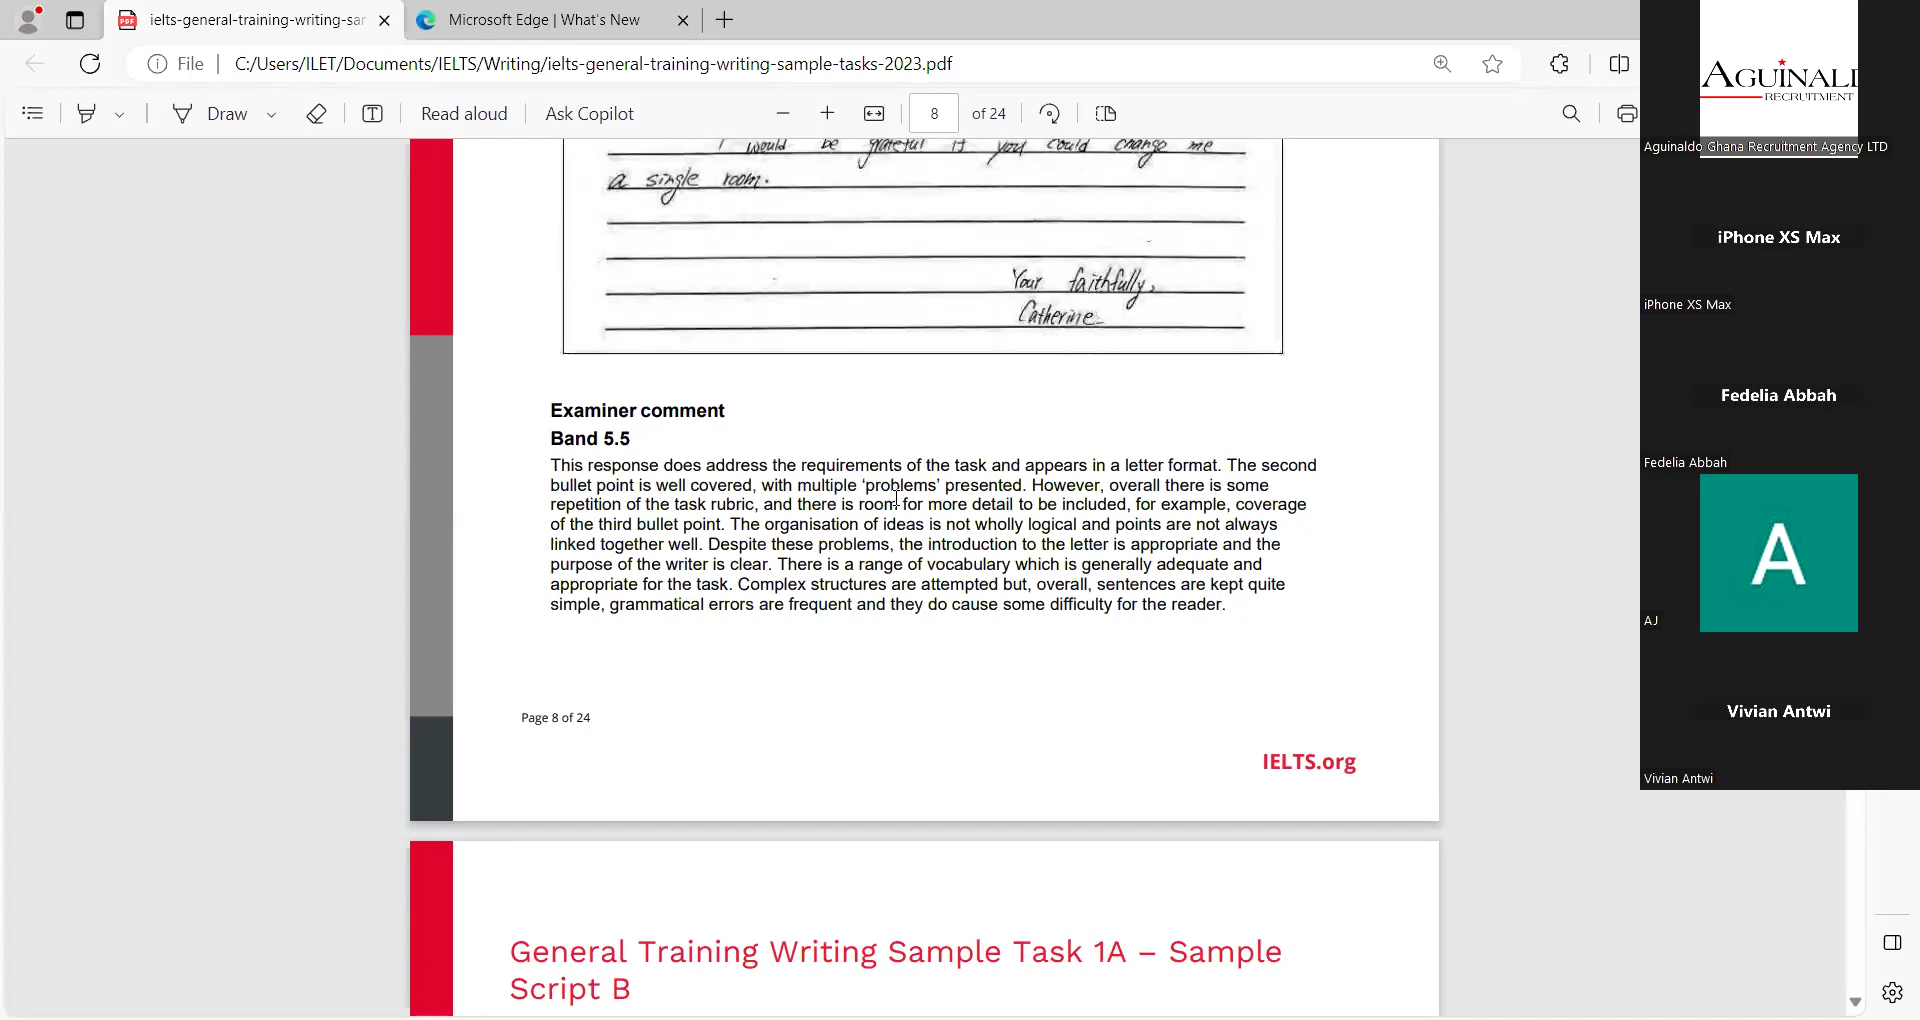 ielts-general-training-writing-sar
Microsoft Edge | What's New
File
C:/Users/ILET/Documents/IELTS/Writing/ielts-general-training-writing-sample-tasks-2023.pdf
Draw
Read aloud
Ask Copilot
8
of 24
I would be grateful if you could change me
a single room.
Your faithfully,
Catherine
Examiner comment
Band 5.5
This response does address the requirements of the task and appears in a letter format. The second
bullet point is well covered, with multiple ‘problems’ presented. However, overall there is some
repetition of the task rubric, and there is room for more detail to be included, for example, coverage
of the third bullet point. The organisation of ideas is not wholly logical and points are not always
linked together well. Despite these problems, the introduction to the letter is appropriate and the
purpose of the writer is clear. There is a range of vocabulary which is generally adequate and
appropriate for the task. Complex structures are attempted but, overall, sentences are kept quite
simple, grammatical errors are frequent and they do cause some difficulty for the reader.
Page 8 of 24
IELTS.org
General Training Writing Sample Task 1A – Sample
Script B
AGUINALI
RECRUITMENT
Aguinaldo Ghana Recruitment Agency LTD
iPhone XS Max
iPhone XS Max
Fedelia Abbah
Fedelia Abbah
A
AJ
Vivian Antwi
Vivian Antwi